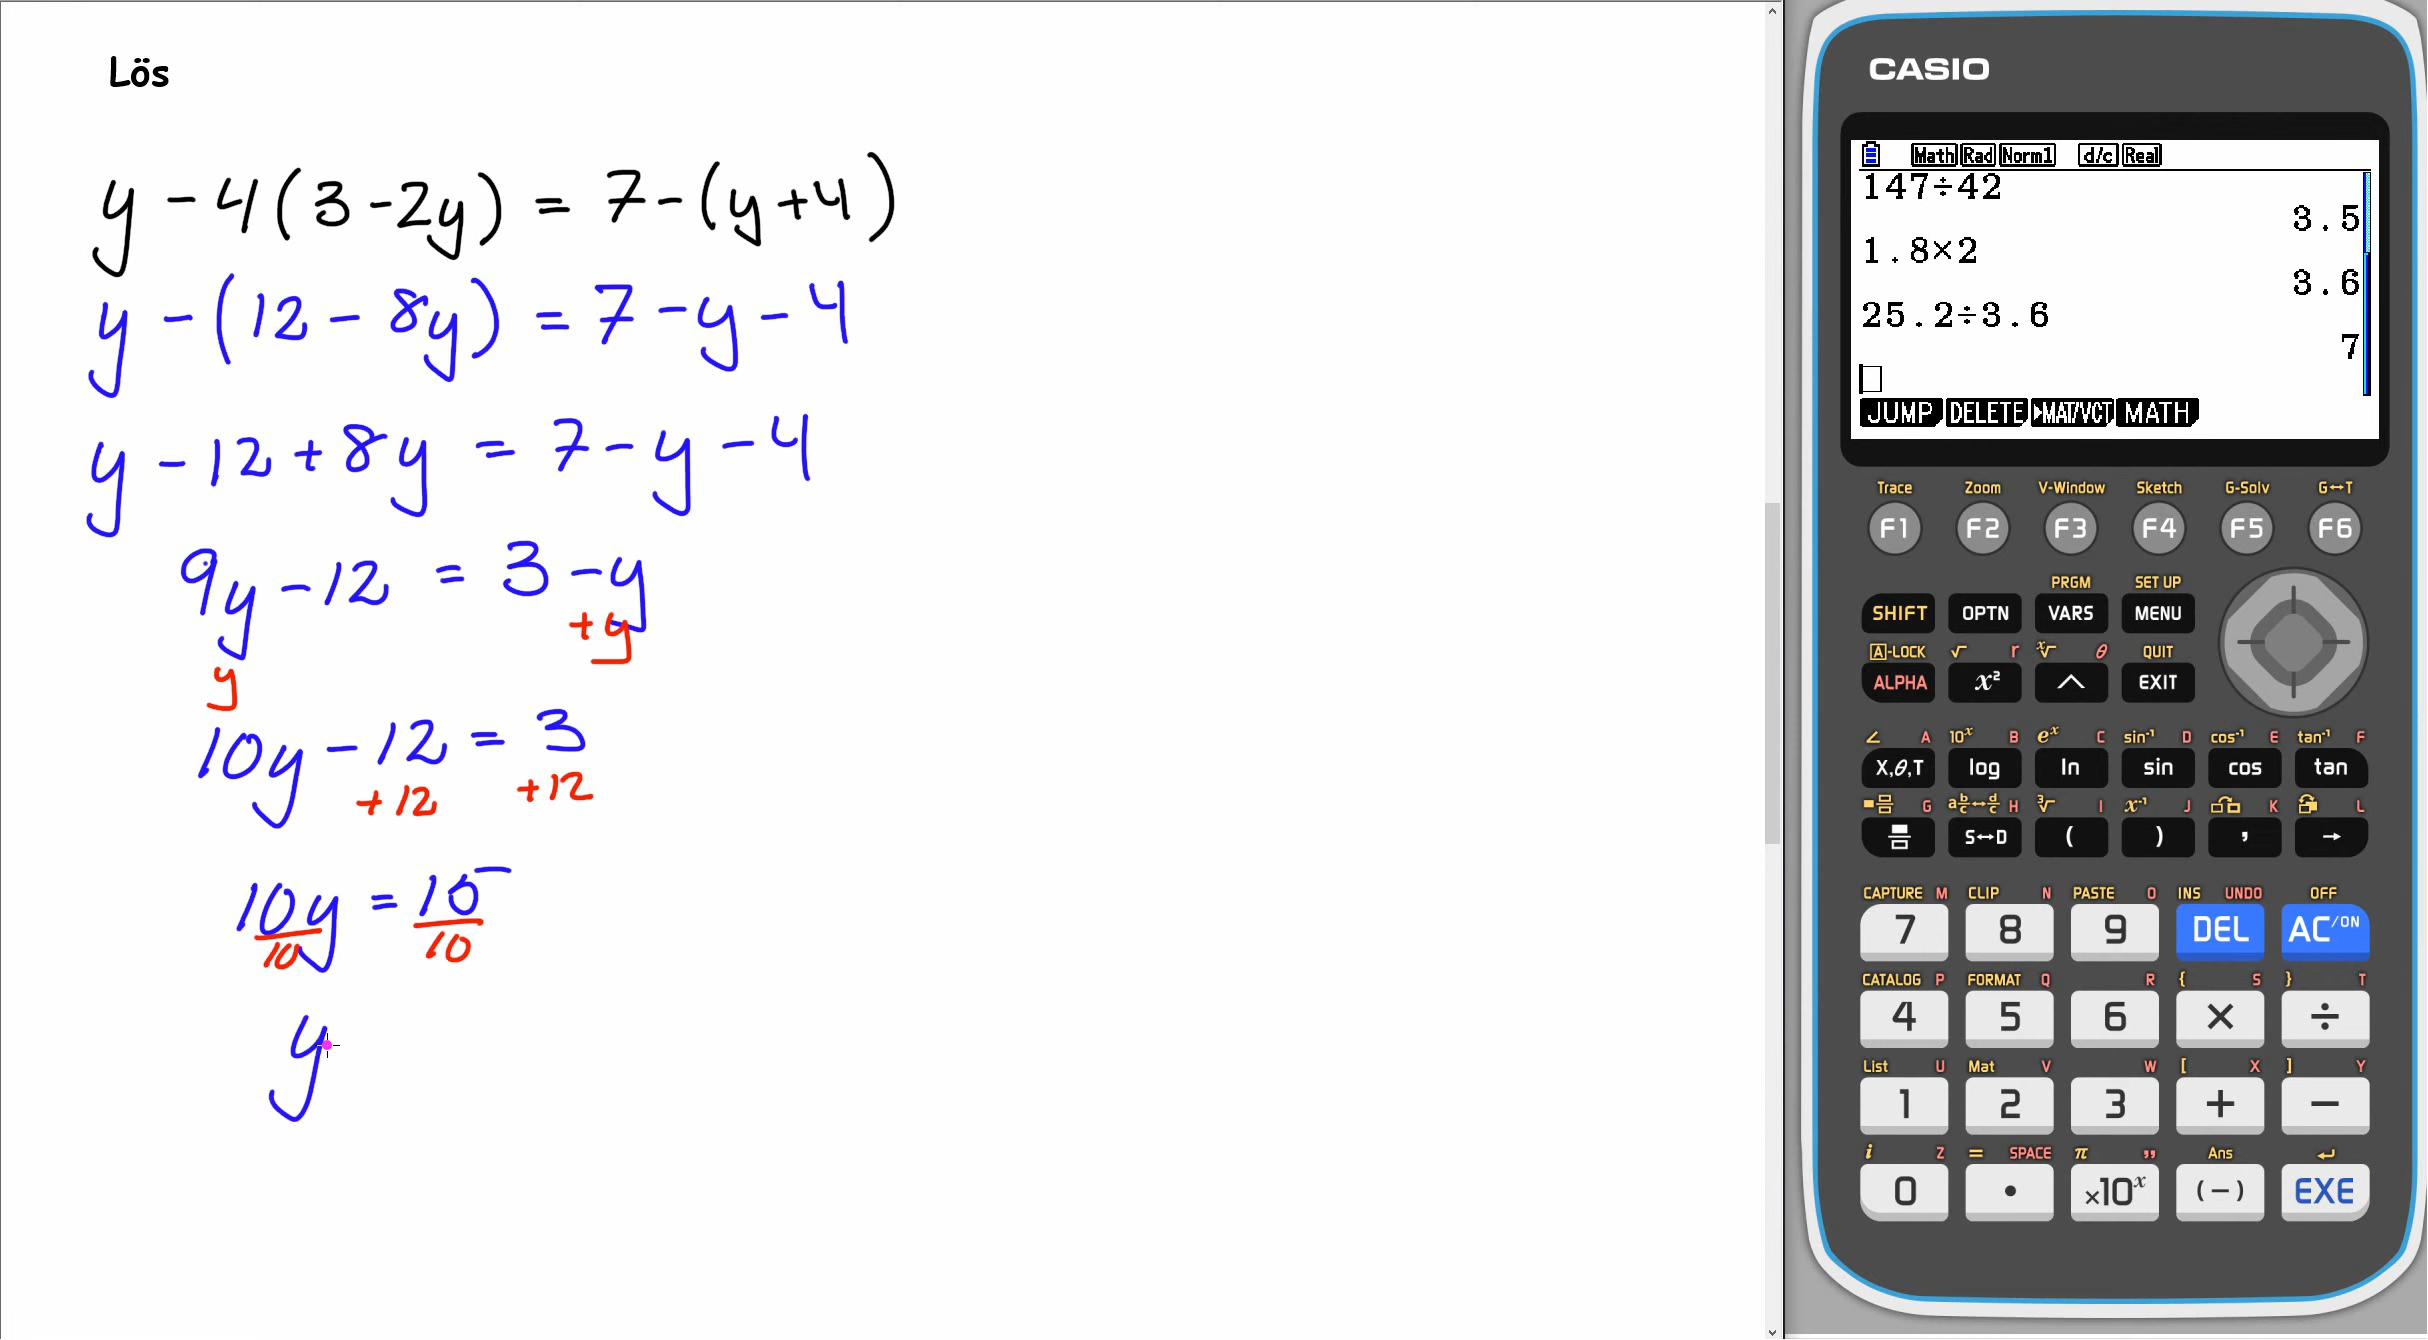 Lös
y - 4(3-2y) = 7-(y+4)
y - (12 - 8y) = 7 - y - 4
y - 12 + 8y = 7 - y - 4
9y - 12 = 3 - y
+y
y
10y - 12 = 3
+12 +12
10y = 15
10 10
y
CASIO
Math Rad Norm1 d/c Real
147÷42
3.5
1.8×2
3.6
25.2÷3.6
7
JUMP DELETE ▶MAT/VCT MATH
Trace Zoom V-Window Sketch G-Solv G↔T
F1 F2 F3 F4 F5 F6
PRGM SET UP
SHIFT OPTN VARS MENU
A-LOCK √ r ˣ√ θ QUIT
ALPHA x² ^ EXIT
∠ A 10ˣ B eˣ C sin⁻¹ D cos⁻¹ E tan⁻¹ F
X,θ,T log ln sin cos tan
G a b/c↔d/c H ³√ I x⁻¹ J K L
S↔D ( ) , →
CAPTURE M CLIP N PASTE O INS UNDO OFF
7 8 9 DEL AC/ON
CATALOG P FORMAT Q R { S } T
4 5 6 × ÷
List U Mat V W [ X ] Y
1 2 3 + −
i Z = SPACE π " Ans ↵
0 • ×10ˣ (−) EXE